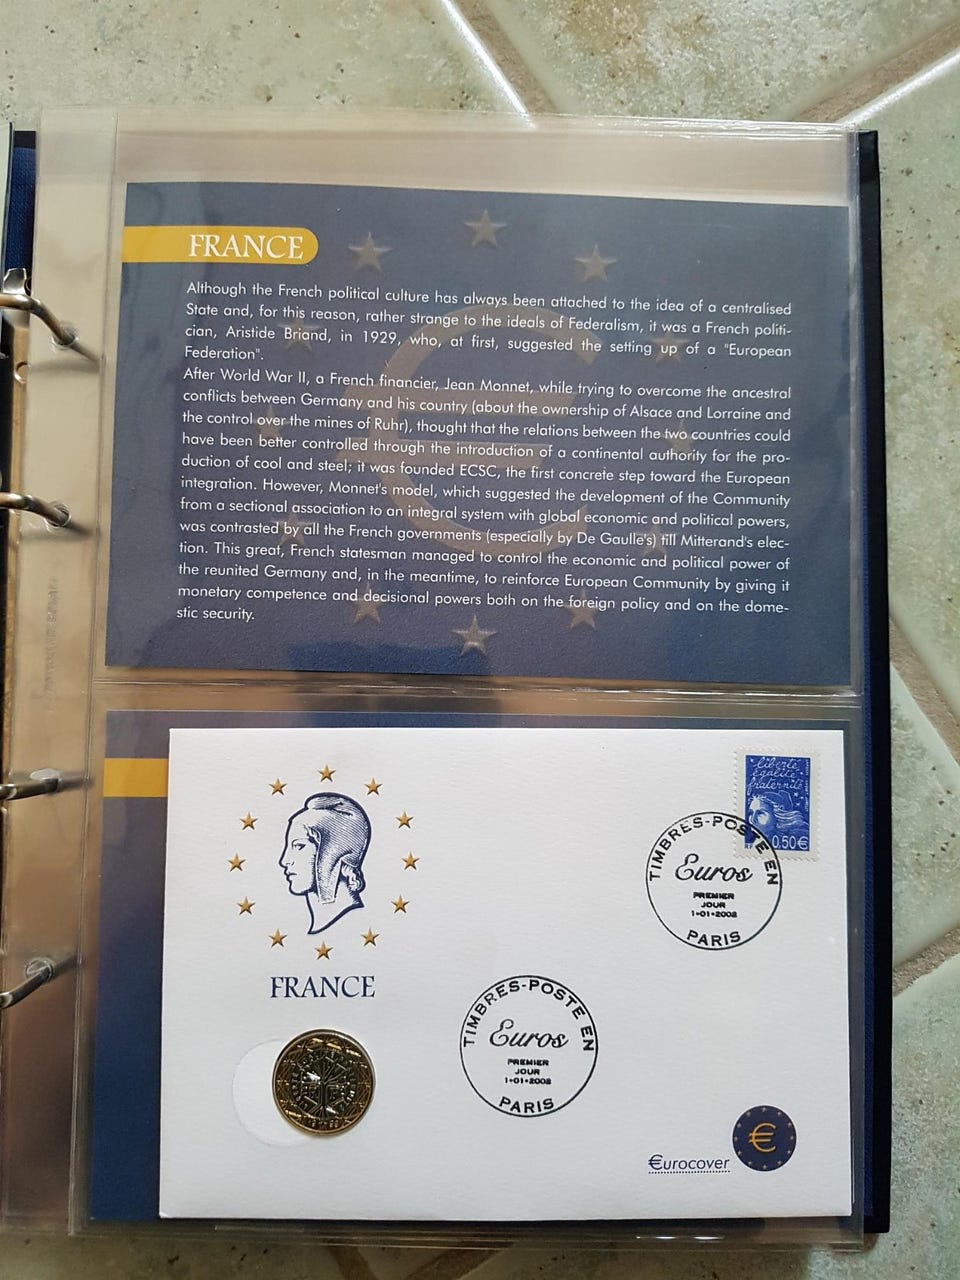 FRANCE
Although the French political culture has always been attached to the idea of a centralised
State and, for this reason, rather strange to the ideals of Federalism, it was a French politi-
cian, Aristide Briand, in 1929, who, at first, suggested the setting up of a "European
Federation".
After World War II, a French financier, Jean Monnet, while trying to overcome the ancestral
conflicts between Germany and his country (about the ownership of Alsace and Lorraine and
the control over the mines of Ruhr), thought that the relations between the two countries could
have been better controlled through the introduction of a continental authority for the pro-
duction of cool and steel; it was founded ECSC, the first concrete step toward the European
integration. However, Monnet's model, which suggested the development of the Community
from a sectional association to an integral system with global economic and political powers,
was contrasted by all the French governments (especially by De Gaulle's) till Mitterand's elec-
tion. This great, French statesman managed to control the economic and political power of
the reunited Germany and, in the meantime, to reinforce European Community by giving it
monetary competence and decisional powers both on the foreign policy and on the dome-
stic security.
liberté
égalité
fraternité
RF
0,50€
TIMBRES-POSTE EN
Euros
PREMIER
JOUR
1-01-2002
PARIS
FRANCE
TIMBRES-POSTE EN
Euros
PREMIER
JOUR
1-01-2002
PARIS
€
€urocover